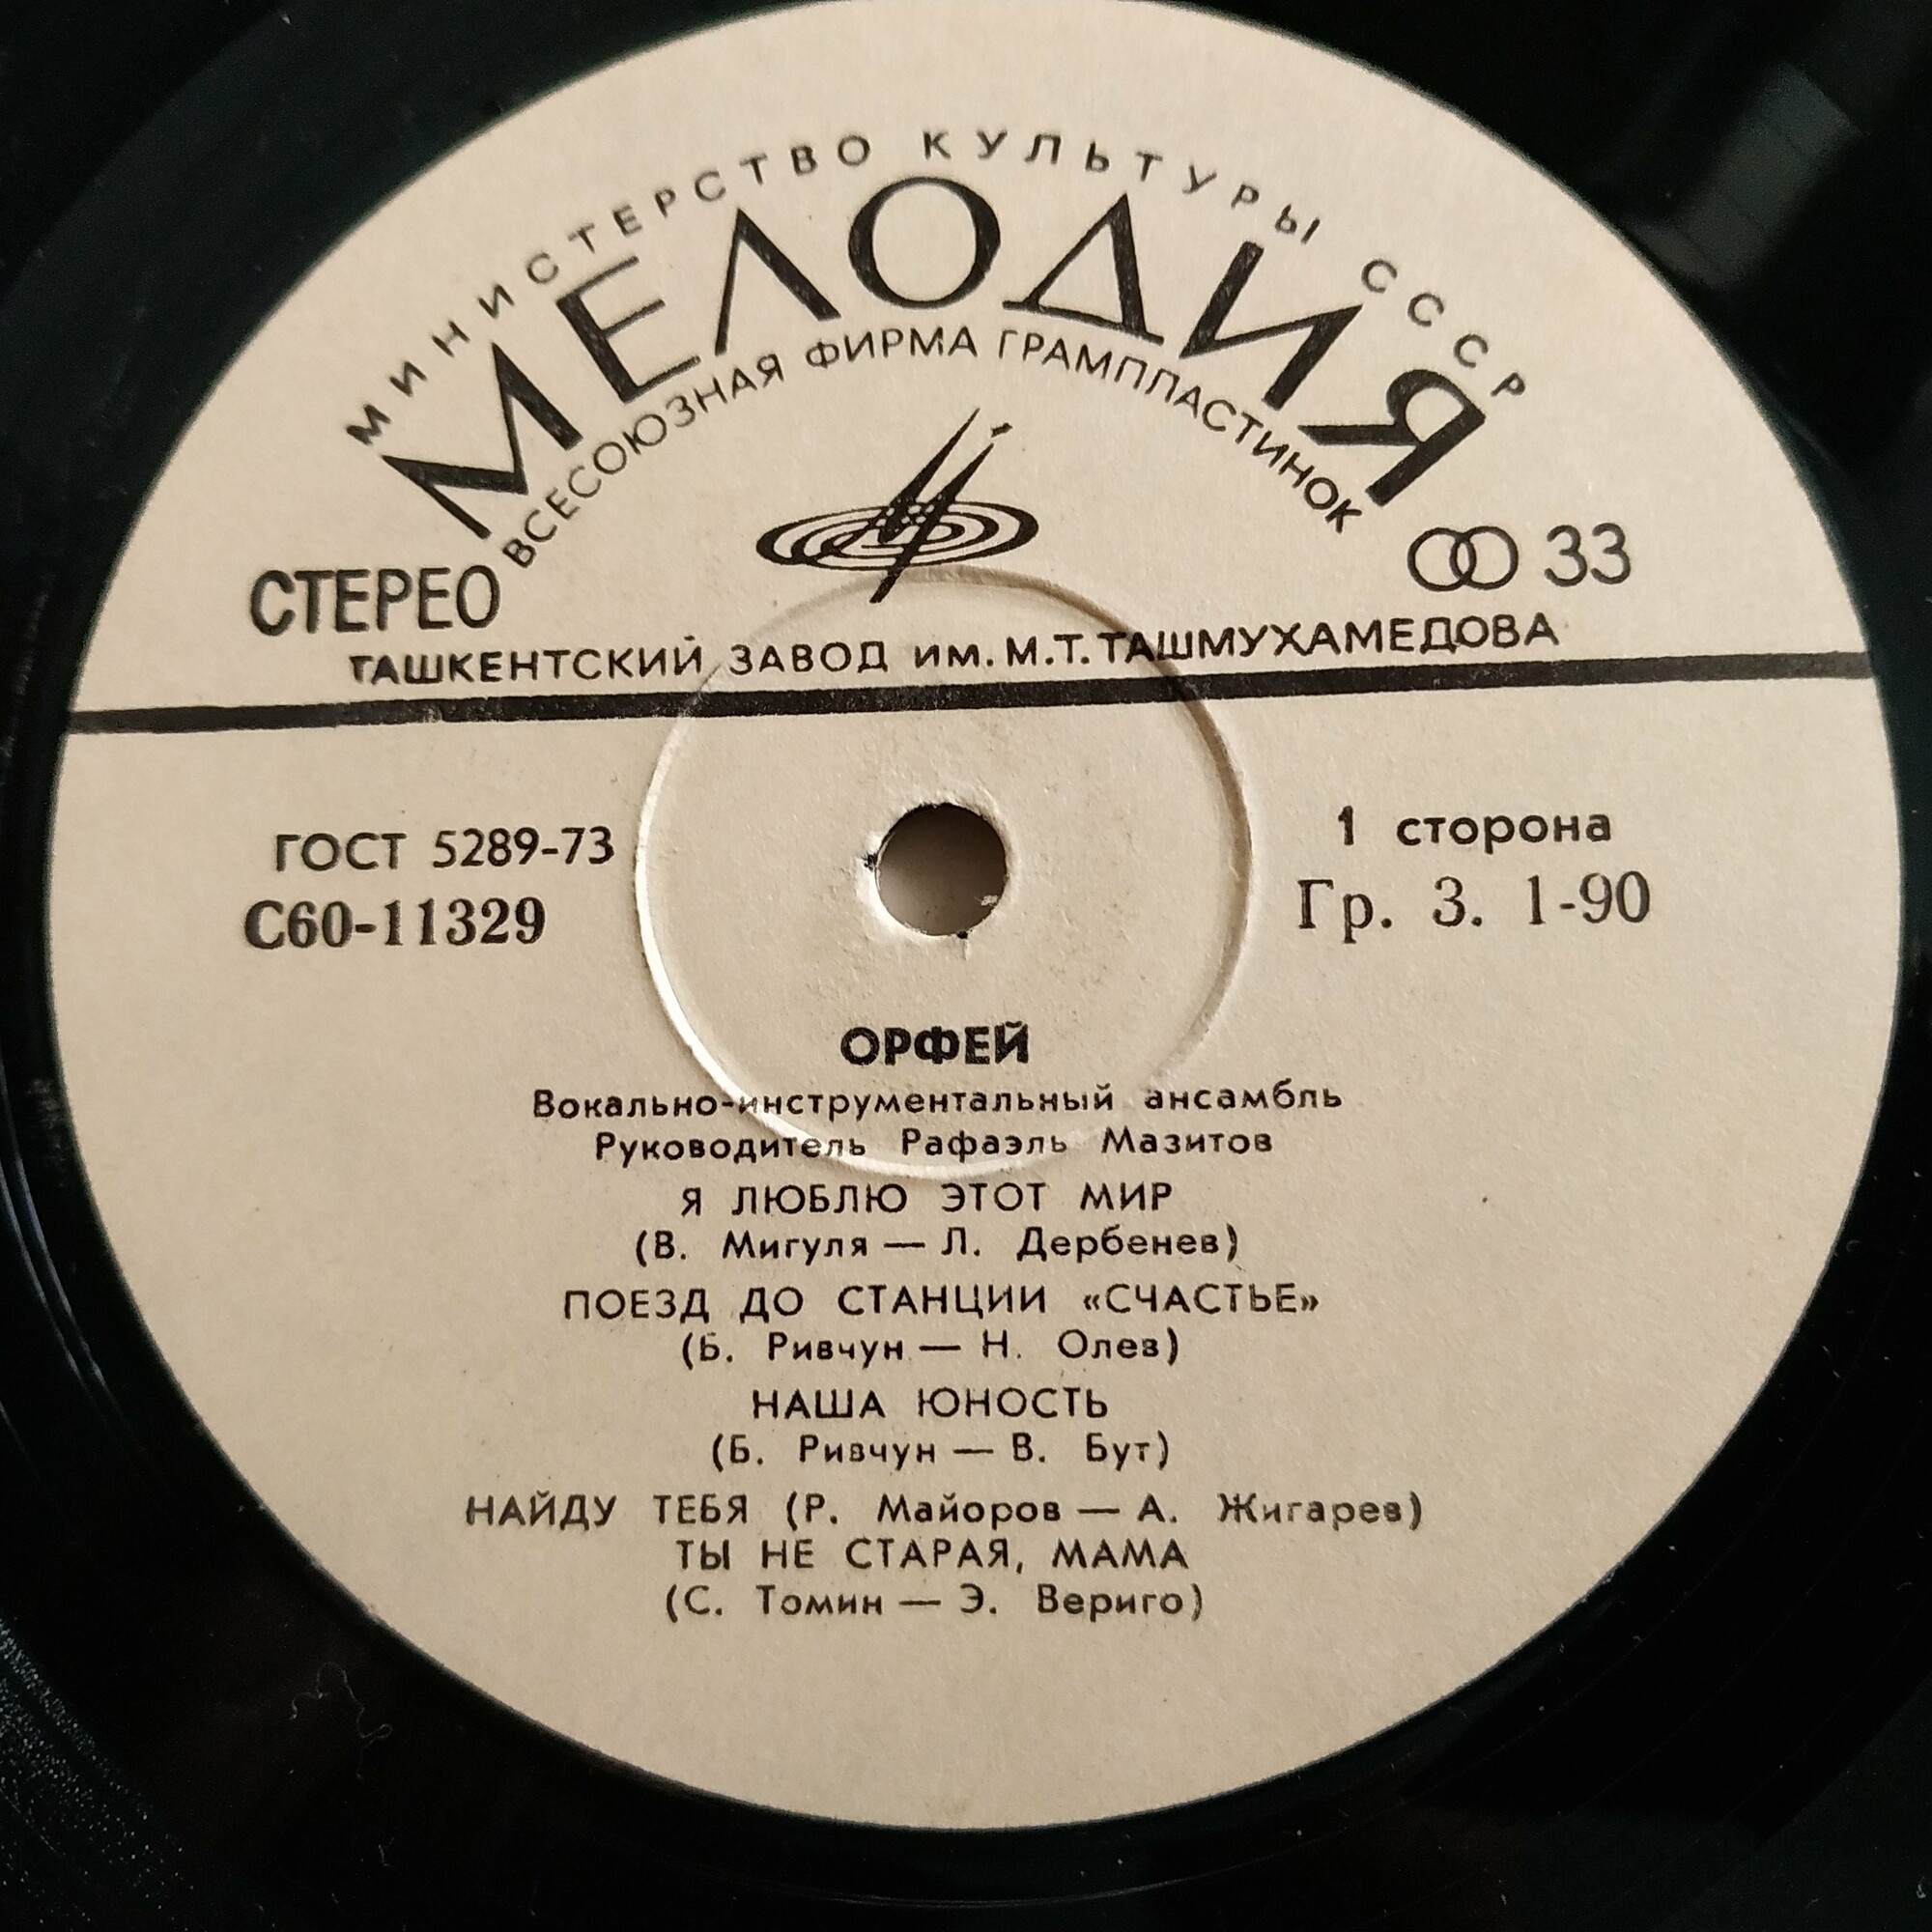 МИНИСТЕРСТВО КУЛЬТУРЫ СССР
МЕЛОДИЯ
ВСЕСОЮЗНАЯ ФИРМА ГРАМПЛАСТИНОК
СТЕРЕО
33
ТАШКЕНТСКИЙ ЗАВОД им. М.Т. ТАШМУХАМЕДОВА
ГОСТ 5289-73
1 сторона
С60-11329
Гр. 3. 1-90
ОРФЕЙ
Вокально-инструментальный ансамбль
Руководитель Рафаэль Мазитов
Я ЛЮБЛЮ ЭТОТ МИР
(В. Мигуля — Л. Дербенев)
ПОЕЗД ДО СТАНЦИИ «СЧАСТЬЕ»
(Б. Ривчун — Н. Олев)
НАША ЮНОСТЬ
(Б. Ривчун — В. Бут)
НАЙДУ ТЕБЯ (Р. Майоров — А. Жигарев)
ТЫ НЕ СТАРАЯ, МАМА
(С. Томин — Э. Вериго)